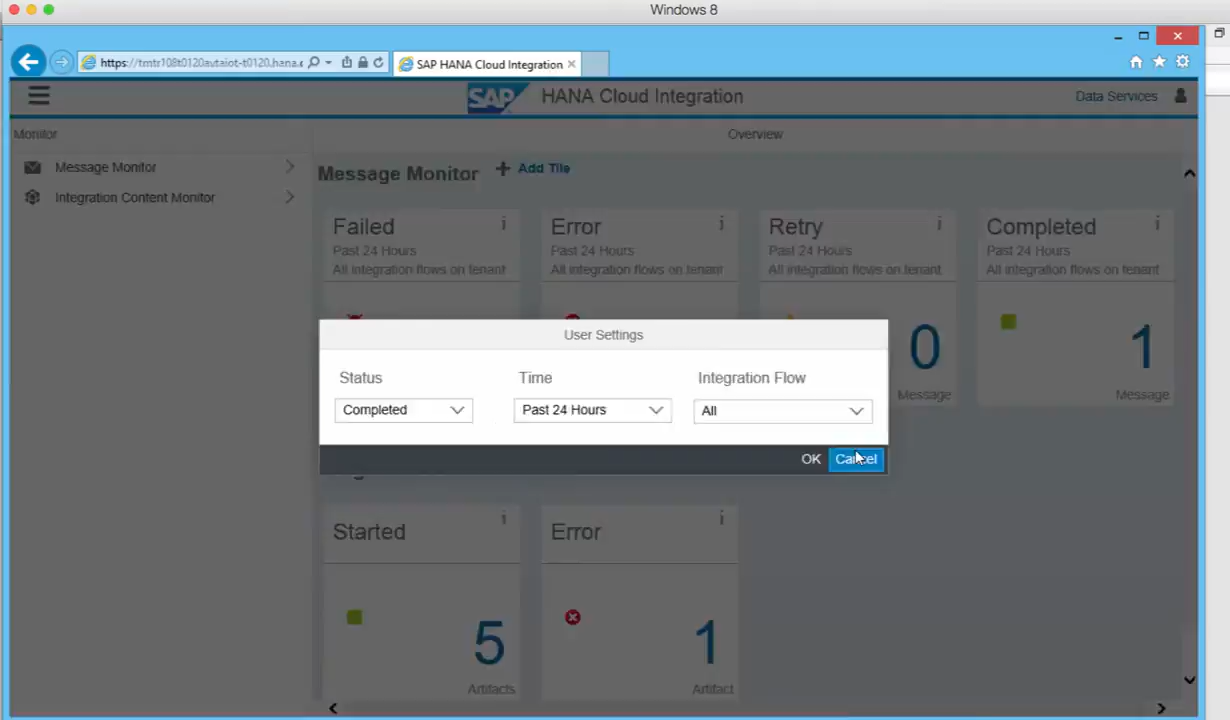 Windows 8
https://tmtr108t0120avtaiot-t0120.hana.c
SAP HANA Cloud Integration
SAP HANA Cloud Integration
Data Services
Monitor
Overview
Message Monitor
Integration Content Monitor
Message Monitor
Add Tile
Failed
Past 24 Hours
All integration flows on tenant
Error
Past 24 Hours
All integration flows on tenant
Retry
Past 24 Hours
All integration flows on tenant
0
Message
Completed
Past 24 Hours
All integration flows on tenant
1
Message
User Settings
Status
Time
Integration Flow
Completed
Past 24 Hours
All
OK
Cancel
Started
5
Artifacts
Error
1
Artifact